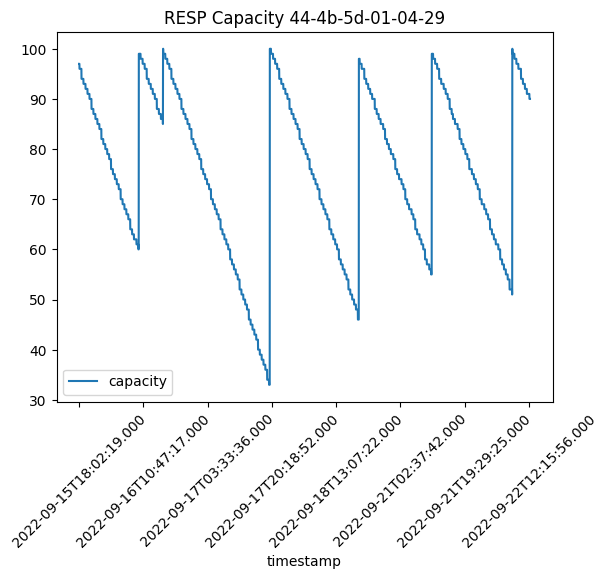 RESP Capacity 44-4b-5d-01-04-29
100
90
80
70
60
50
40
30
capacity
2022-09-15T18:02:19.000
2022-09-16T10:47:17.000
2022-09-17T03:33:36.000
2022-09-17T20:18:52.000
2022-09-18T13:07:22.000
2022-09-21T02:37:42.000
2022-09-21T19:29:25.000
2022-09-22T12:15:56.000
timestamp